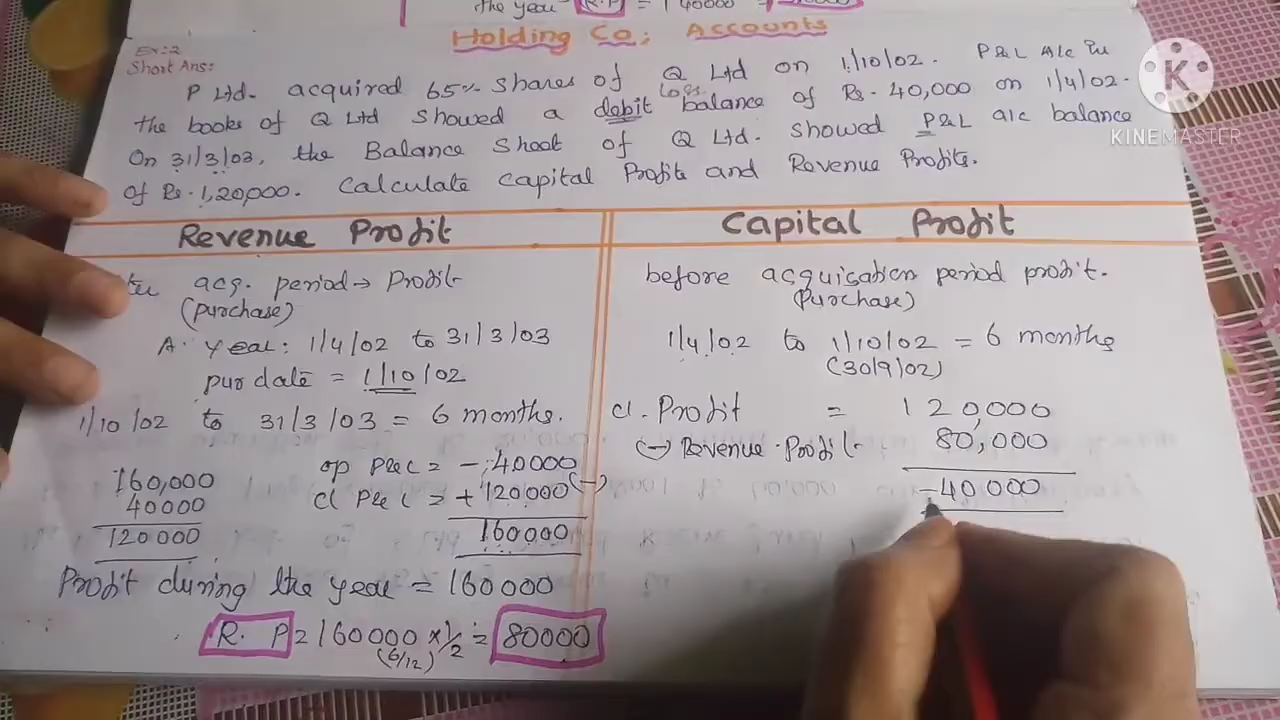 the year R.P = 140000 =
Holding Co; Accounts
Ex:2
Short Ans:
P Ltd. acquired 65% shares of Q Ltd on 1/10/02. P&L A/c in
loss
the books of Q Ltd showed a debit balance of Rs. 40,000 on 1/4/02.
On 31/3/03, the Balance Sheet of Q Ltd. showed P&L a/c balance
of Rs. 1,20,000. Calculate Capital Profits and Revenue Profits.
Revenue Profit
acq. period → Profit
(purchase)
A. year: 1/4/02 to 31/3/03
pur date = 1/10/02
1/10/02 to 31/3/03 = 6 months.
op P&L = - 40000
cl P&L = + 120000 (-)
160000
160,000
40000
120000
Profit during the year = 160000
R. P = 160000 × 1/2 = 80000
(6/12)
Capital Profit
before acquisation period profit.
(purchase)
1/4/02 to 1/10/02 = 6 months
(30/9/02)
cl. Profit = 120,000
(-) Revenue Profit 80,000
-40000
K
KINEMASTER